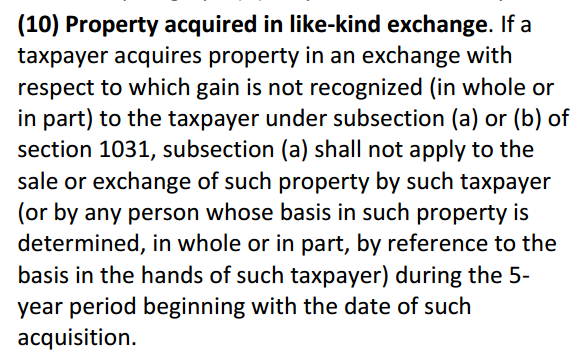 (10) Property acquired in like-kind exchange. If a
taxpayer acquires property in an exchange with
respect to which gain is not recognized (in whole or
in part) to the taxpayer under subsection (a) or (b) of
section 1031, subsection (a) shall not apply to the
sale or exchange of such property by such taxpayer
(or by any person whose basis in such property is
determined, in whole or in part, by reference to the
basis in the hands of such taxpayer) during the 5-
year period beginning with the date of such
acquisition.